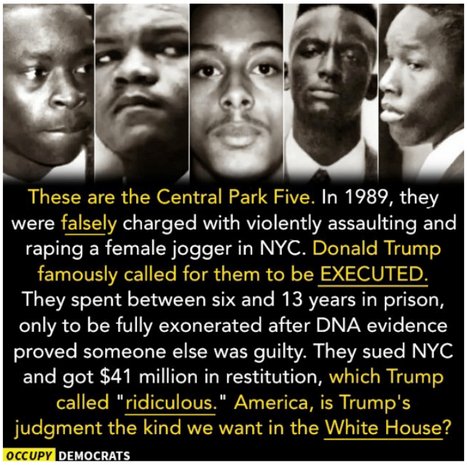 These are the Central Park Five. In 1989, they
were falsely charged with violently assaulting and
raping a female jogger in NYC. Donald Trump
famously called for them to be EXECUTED.
They spent between six and 13 years in prison,
only to be fully exonerated after DNA evidence
proved someone else was guilty. They sued NYC
and got $41 million in restitution, which Trump
called "ridiculous." America, is Trump's
judgment the kind we want in the White House?
OCCUPY DEMOCRATS